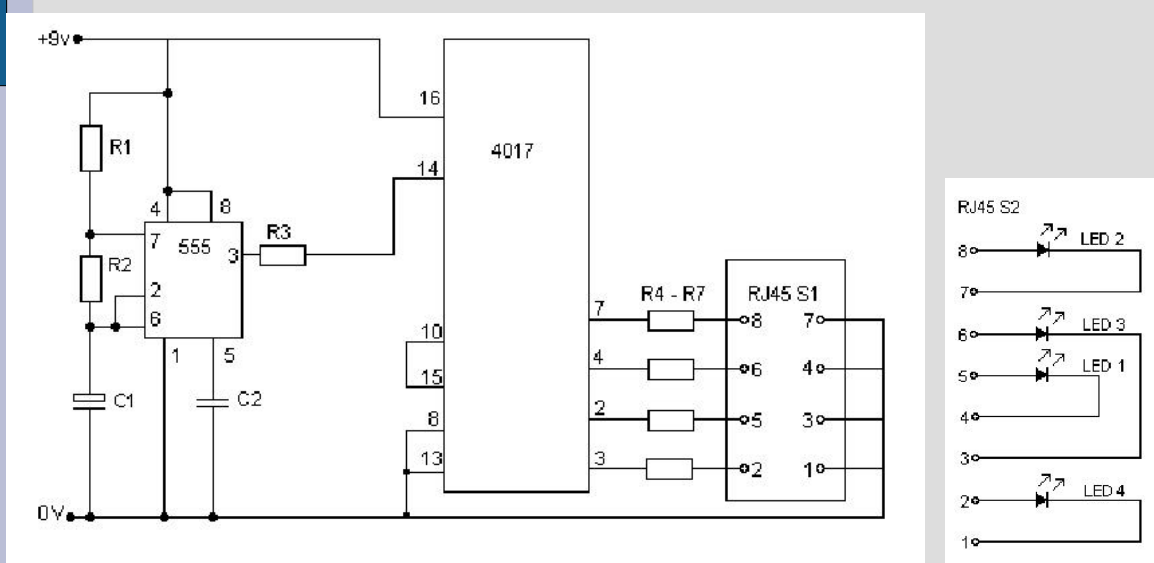 +9v
16
R1
4017
14
4 8
7 555 3 R3
R2
2
6
1 5
C1 C2
10
15
8
13
0V
R4 - R7 RJ45 S1
7 8 7
4 6 4
2 5 3
3 2 1
RJ45 S2
8 LED 2
7
6 LED 3
5 LED 1
4
3
2 LED 4
1